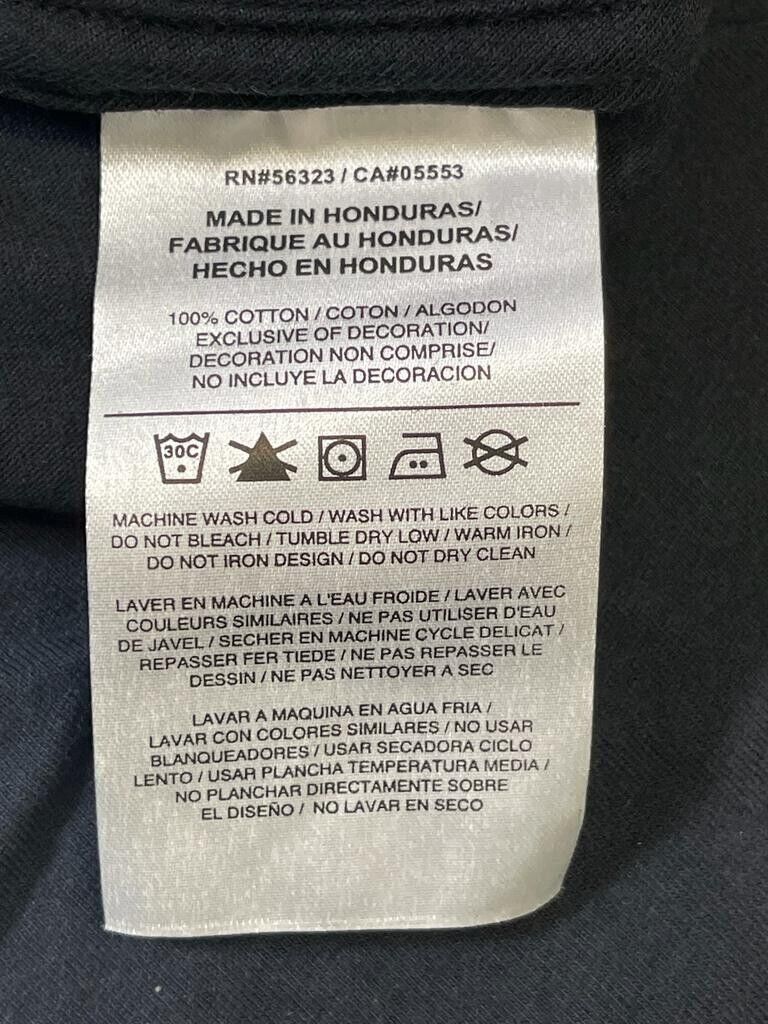 RN#56323 / CA#05553
MADE IN HONDURAS/
FABRIQUE AU HONDURAS/
HECHO EN HONDURAS
100% COTTON / COTON / ALGODON
EXCLUSIVE OF DECORATION/
DECORATION NON COMPRISE/
NO INCLUYE LA DECORACION
30C
MACHINE WASH COLD / WASH WITH LIKE COLORS /
DO NOT BLEACH / TUMBLE DRY LOW / WARM IRON /
DO NOT IRON DESIGN / DO NOT DRY CLEAN
LAVER EN MACHINE A L'EAU FROIDE / LAVER AVEC
COULEURS SIMILAIRES / NE PAS UTILISER D'EAU
DE JAVEL / SECHER EN MACHINE CYCLE DELICAT /
REPASSER FER TIEDE / NE PAS REPASSER LE
DESSIN / NE PAS NETTOYER A SEC
LAVAR A MAQUINA EN AGUA FRIA /
LAVAR CON COLORES SIMILARES / NO USAR
BLANQUEADORES / USAR SECADORA CICLO
LENTO / USAR PLANCHA TEMPERATURA MEDIA /
NO PLANCHAR DIRECTAMENTE SOBRE
EL DISEÑO / NO LAVAR EN SECO